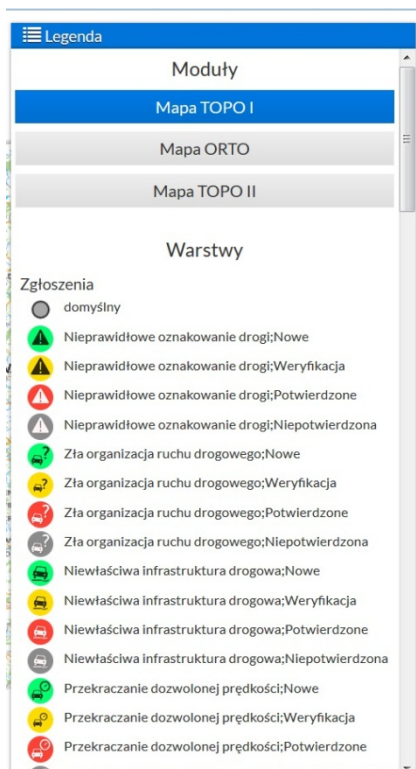 Legenda
Moduły
Mapa TOPO I
Mapa ORTO
Mapa TOPO II
Warstwy
Zgłoszenia
domyślny
Nieprawidłowe oznakowanie drogi;Nowe
Nieprawidłowe oznakowanie drogi;Weryfikacja
Nieprawidłowe oznakowanie drogi;Potwierdzone
Nieprawidłowe oznakowanie drogi;Niepotwierdzona
Zła organizacja ruchu drogowego;Nowe
Zła organizacja ruchu drogowego;Weryfikacja
Zła organizacja ruchu drogowego;Potwierdzone
Zła organizacja ruchu drogowego;Niepotwierdzona
Niewłaściwa infrastruktura drogowa;Nowe
Niewłaściwa infrastruktura drogowa;Weryfikacja
Niewłaściwa infrastruktura drogowa;Potwierdzone
Niewłaściwa infrastruktura drogowa;Niepotwierdzona
Przekraczanie dozwolonej prędkości;Nowe
Przekraczanie dozwolonej prędkości;Weryfikacja
Przekraczanie dozwolonej prędkości;Potwierdzone